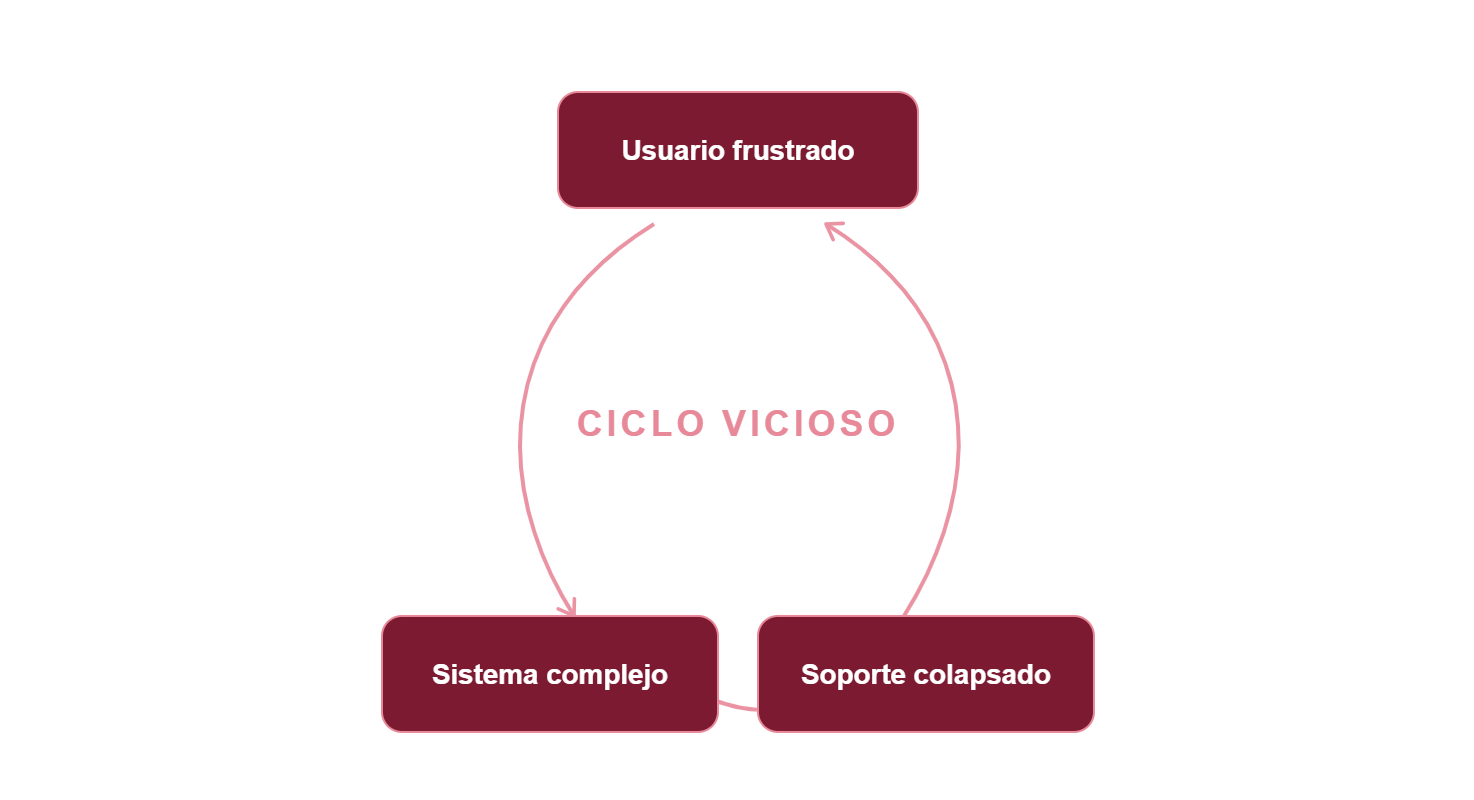 Usuario frustrado
CICLO VICIOSO
Sistema complejo
Soporte colapsado